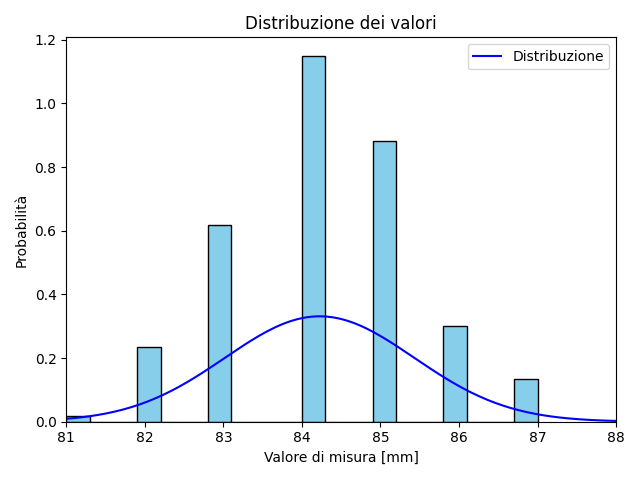 Distribuzione dei valori
Distribuzione
1.2
1.0
0.8
0.6
0.4
0.2
0.0
Probabilità
81 82 83 84 85 86 87 88
Valore di misura [mm]